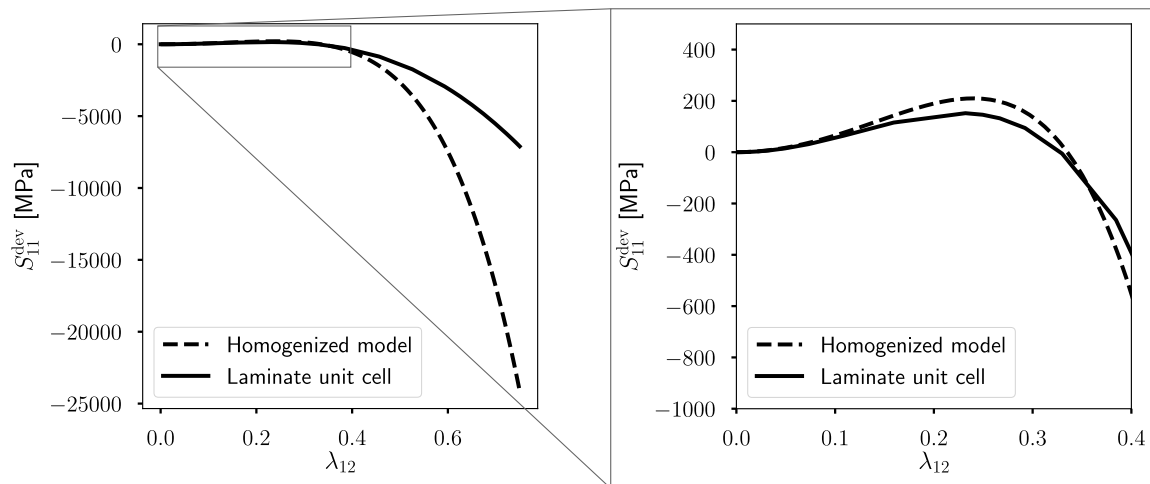 0
−5000
−10000
−15000
−20000
−25000
S₁₁ᵈᵉᵛ [MPa]
0.0 0.2 0.4 0.6
λ₁₂
Homogenized model
Laminate unit cell
400
200
0
−200
−400
−600
−800
−1000
S₁₁ᵈᵉᵛ [MPa]
0.0 0.1 0.2 0.3 0.4
λ₁₂
Homogenized model
Laminate unit cell